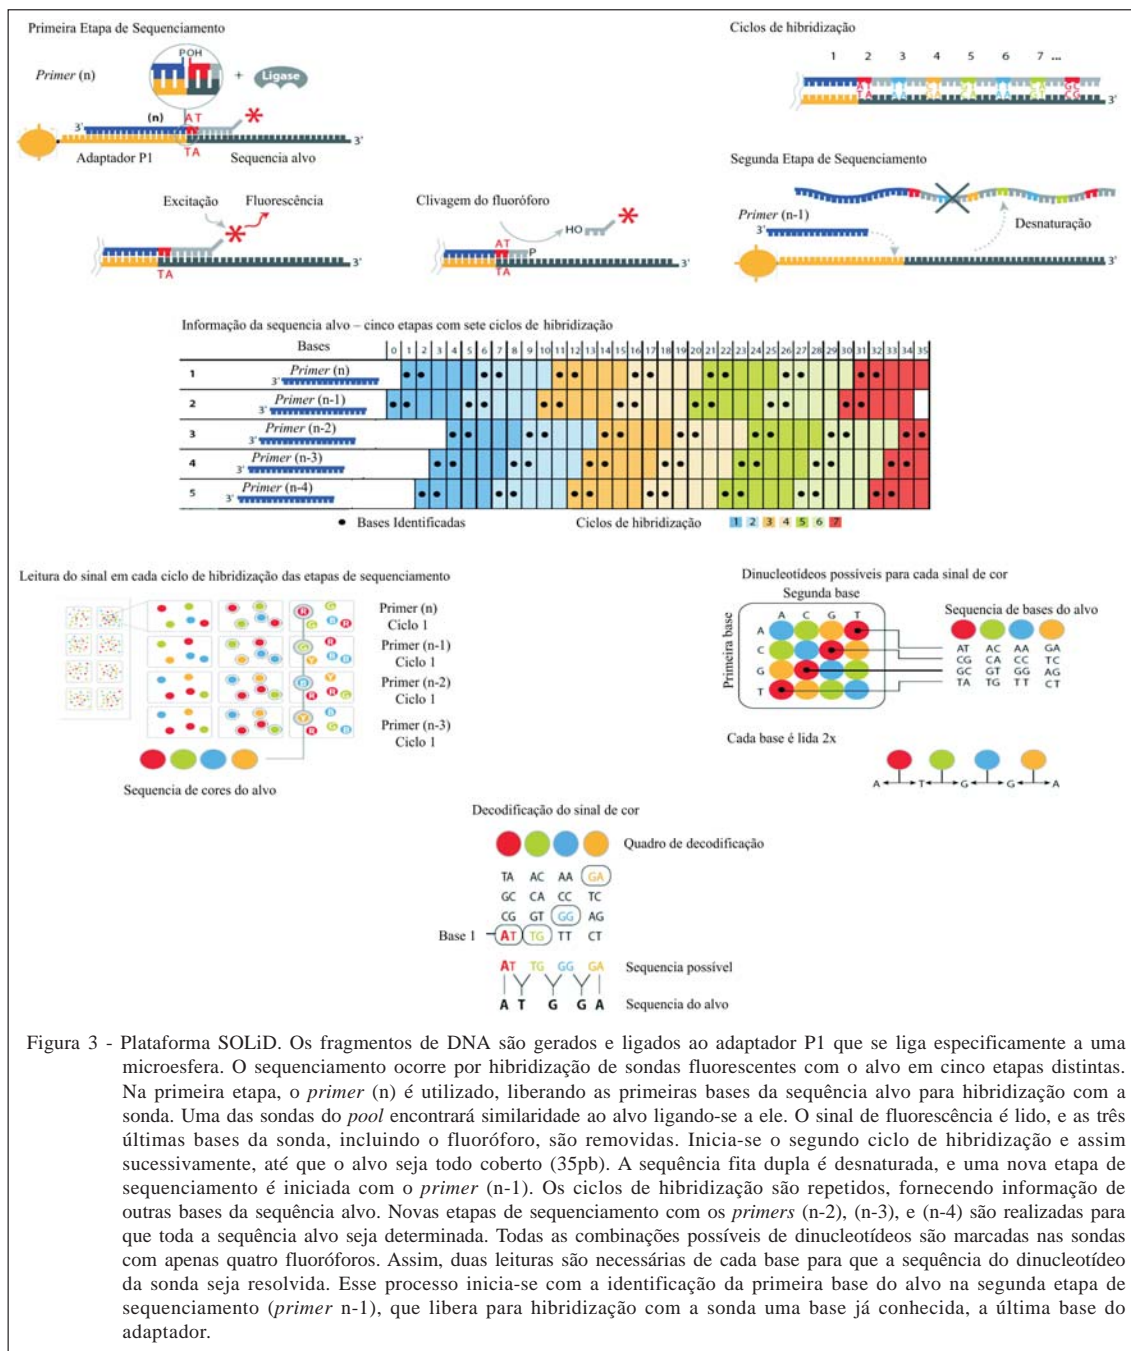 Primeira Etapa de Sequenciamento
POH
Primer (n)
+
Ligase
(n)
AT
3'
3'
TA
Adaptador P1
Sequencia alvo
Ciclos de hibridização
1 2 3 4 5 6 7 ...
3'
Excitação
Fluorescência
TA
3'
Clivagem do fluoróforo
HO
AT
P
TA
3'
Segunda Etapa de Sequenciamento
Primer (n-1)
3'
Desnaturação
3'
Informação da sequencia alvo – cinco etapas com sete ciclos de hibridização
Bases
0 1 2 3 4 5 6 7 8 9 10 11 12 13 14 15 16 17 18 19 20 21 22 23 24 25 26 27 28 29 30 31 32 33 34 35
1 Primer (n) 3'
2 Primer (n-1) 3'
3 Primer (n-2) 3'
4 Primer (n-3) 3'
5 Primer (n-4) 3'
Bases Identificadas
Ciclos de hibridização 1 2 3 4 5 6 7
Leitura do sinal em cada ciclo de hibridização das etapas de sequenciamento
R G B R
Primer (n)
Ciclo 1
G Y B R
Primer (n-1)
Ciclo 1
B R Y R R G
Primer (n-2)
Ciclo 1
Y B R G B
Primer (n-3)
Ciclo 1
Sequencia de cores do alvo
Dinucleotídeos possíveis para cada sinal de cor
Segunda base
A C G T
Primeira base
A
C
G
T
Sequencia de bases do alvo
AT AC AA GA
CG CA CC TC
GC GT GG AG
TA TG TT CT
Cada base é lida 2x
A T G G A
Decodificação do sinal de cor
Quadro de decodificação
TA AC AA GA
GC CA CC TC
CG GT GG AG
Base 1 AT TG TT CT
AT TG GG GA Sequencia possível
A T G G A Sequencia do alvo
Figura 3 - Plataforma SOLiD. Os fragmentos de DNA são gerados e ligados ao adaptador P1 que se liga especificamente a uma
microesfera. O sequenciamento ocorre por hibridização de sondas fluorescentes com o alvo em cinco etapas distintas.
Na primeira etapa, o primer (n) é utilizado, liberando as primeiras bases da sequência alvo para hibridização com a
sonda. Uma das sondas do pool encontrará similaridade ao alvo ligando-se a ele. O sinal de fluorescência é lido, e as três
últimas bases da sonda, incluindo o fluoróforo, são removidas. Inicia-se o segundo ciclo de hibridização e assim
sucessivamente, até que o alvo seja todo coberto (35pb). A sequência fita dupla é desnaturada, e uma nova etapa de
sequenciamento é iniciada com o primer (n-1). Os ciclos de hibridização são repetidos, fornecendo informação de
outras bases da sequência alvo. Novas etapas de sequenciamento com os primers (n-2), (n-3), e (n-4) são realizadas para
que toda a sequência alvo seja determinada. Todas as combinações possíveis de dinucleotídeos são marcadas nas sondas
com apenas quatro fluoróforos. Assim, duas leituras são necessárias de cada base para que a sequência do dinucleotídeo
da sonda seja resolvida. Esse processo inicia-se com a identificação da primeira base do alvo na segunda etapa de
sequenciamento (primer n-1), que libera para hibridização com a sonda uma base já conhecida, a última base do
adaptador.